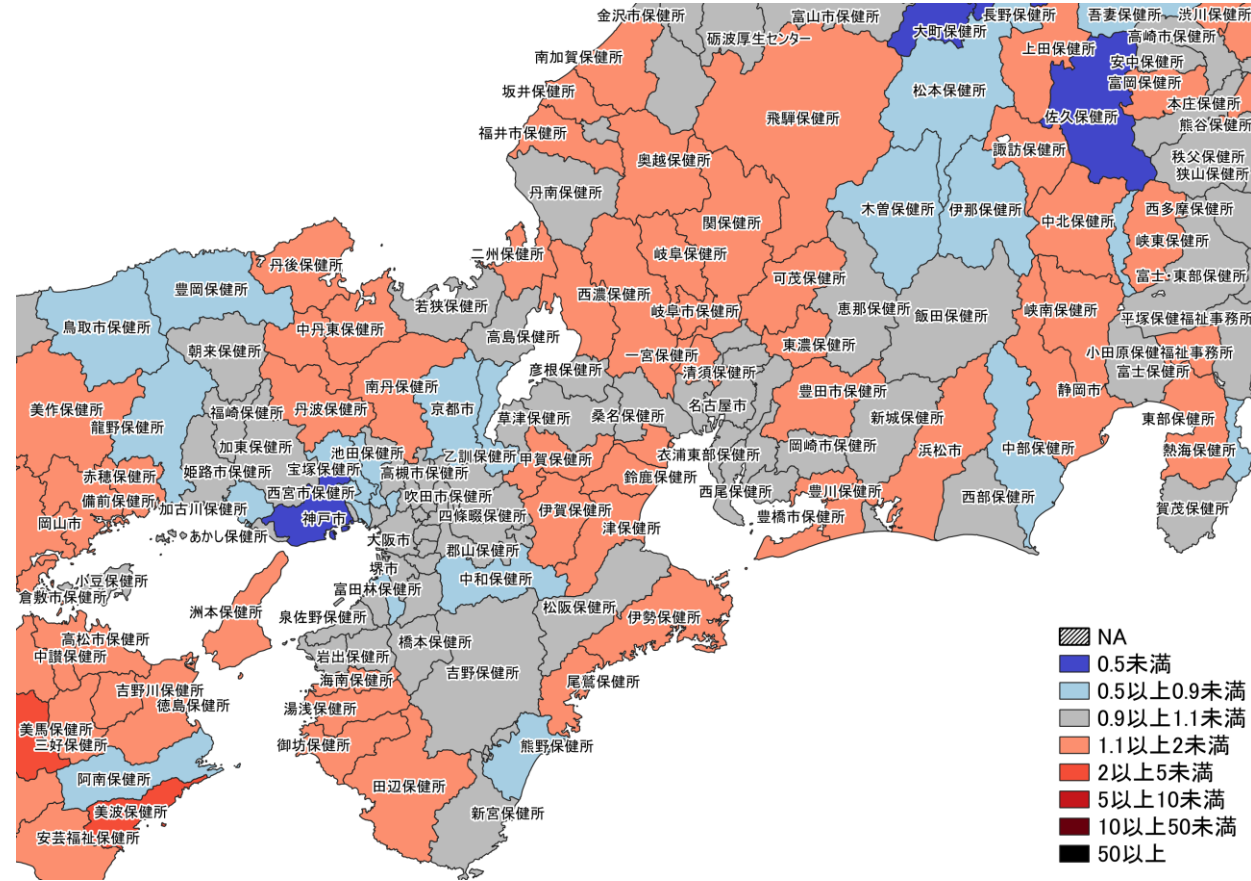 金沢市保健所
富山市保健所
大町保健所
長野保健所
吾妻保健所
渋川保健所
砺波厚生センター
高崎市保健所
南加賀保健所
上田保健所
安中保健所
富岡保健所
坂井保健所
松本保健所
本庄保健所
飛騨保健所
佐久保健所
熊谷保健所
福井市保健所
諏訪保健所
秩父保健所
奥越保健所
狭山保健所
丹南保健所
木曽保健所
伊那保健所
西多摩保健所
関保健所
中北保健所
峡東保健所
二州保健所
岐阜保健所
丹後保健所
可茂保健所
富士・東部保健所
豊岡保健所
西濃保健所
若狭保健所
岐阜市保健所
恵那保健所
飯田保健所
峡南保健所
平塚保健福祉事務所
鳥取市保健所
中丹東保健所
高島保健所
東濃保健所
朝来保健所
一宮保健所
小田原保健福祉事務所
彦根保健所
清須保健所
富士保健所
南丹保健所
豊田市保健所
静岡市
美作保健所
丹波保健所
京都市
名古屋市
福崎保健所
草津保健所
桑名保健所
新城保健所
東部保健所
龍野保健所
加東保健所
岡崎市保健所
浜松市
中部保健所
池田保健所
乙訓保健所
甲賀保健所
衣浦東部保健所
熱海保健所
姫路市保健所
宝塚保健所
高槻市保健所
赤穂保健所
鈴鹿保健所
西宮市保健所
西尾保健所
豊川保健所
西部保健所
備前保健所
吹田市保健所
加古川保健所
伊賀保健所
賀茂保健所
岡山市
神戸市
四條畷保健所
豊橋市保健所
あかし保健所
津保健所
大阪市
郡山保健所
堺市
小豆保健所
中和保健所
倉敷市保健所
富田林保健所
洲本保健所
松阪保健所
泉佐野保健所
伊勢保健所
高松市保健所
橋本保健所
中讃保健所
岩出保健所
吉野保健所
海南保健所
尾鷲保健所
吉野川保健所
徳島保健所
湯浅保健所
美馬保健所
三好保健所
御坊保健所
熊野保健所
阿南保健所
田辺保健所
美波保健所
新宮保健所
安芸福祉保健所
NA
0.5未満
0.5以上0.9未満
0.9以上1.1未満
1.1以上2未満
2以上5未満
5以上10未満
10以上50未満
50以上